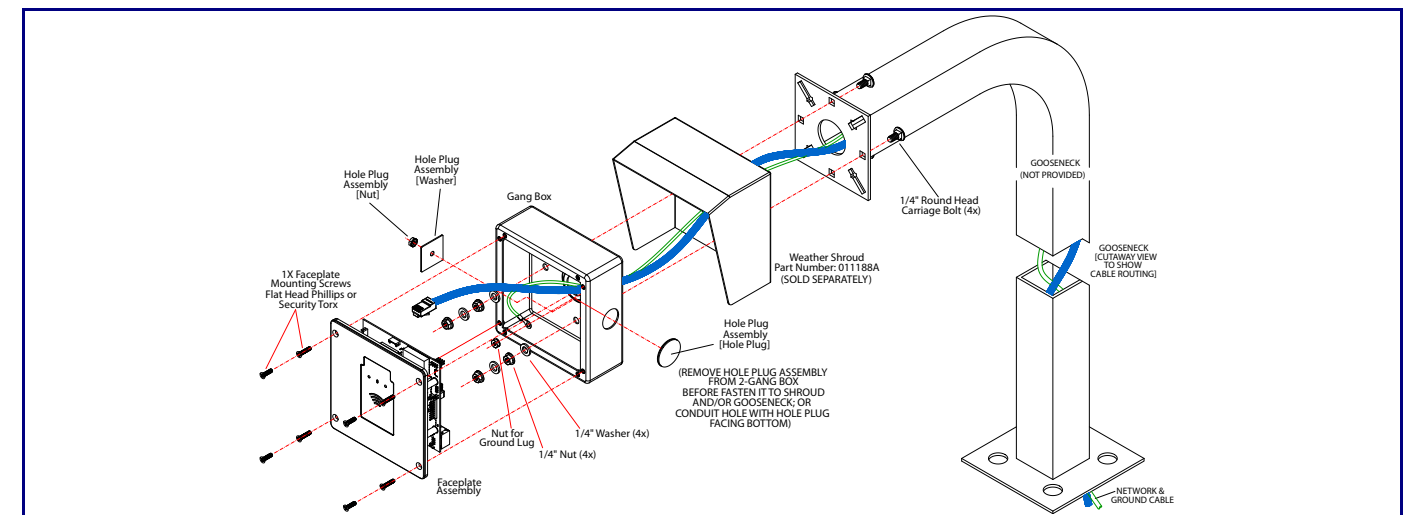 Hole Plug
Assembly
[Washer]
Hole Plug
Assembly
[Nut]
Gang Box
1X Faceplate
Mounting Screws
Flat Head Phillips or
Security Torx
Weather Shroud
Part Number: 011188A
(SOLD SEPARATELY)
1/4" Round Head
Carriage Bolt (4x)
GOOSENECK
(NOT PROVIDED)
GOOSENECK
[CUTAWAY VIEW
TO SHOW
CABLE ROUTING]
Hole Plug
Assembly
[Hole Plug]
(REMOVE HOLE PLUG ASSEMBLY
FROM 2-GANG BOX
BEFORE FASTEN IT TO SHROUD
AND/OR GOOSENECK; OR
CONDUIT HOLE WITH HOLE PLUG
FACING BOTTOM)
Nut for
Ground Lug
1/4" Washer (4x)
1/4" Nut (4x)
Faceplate
Assembly
NETWORK &
GROUND CABLE